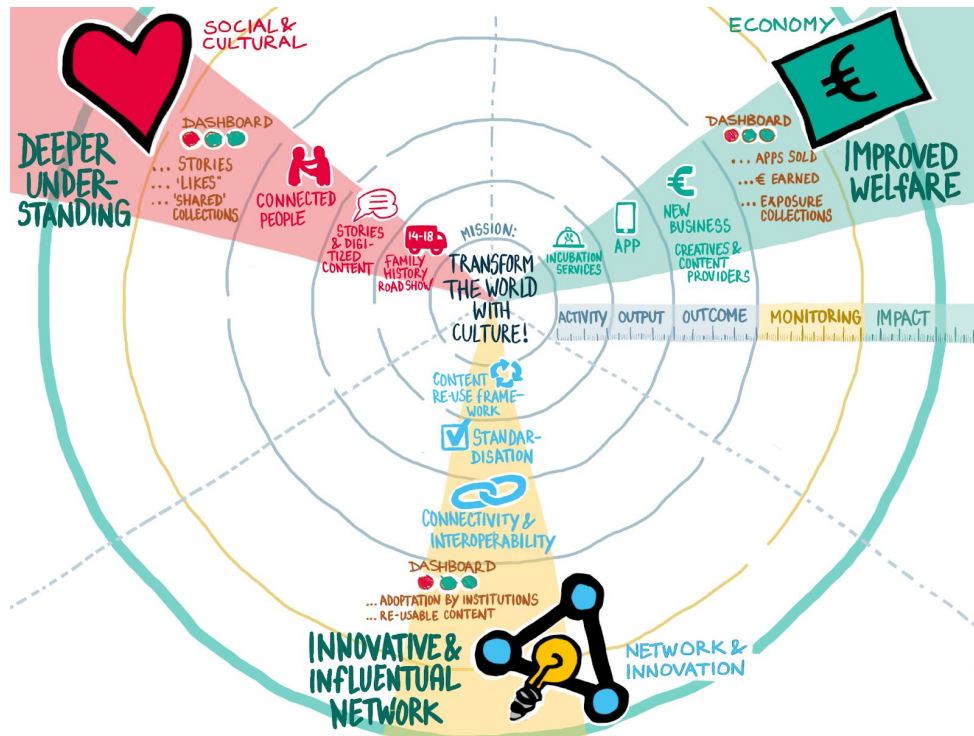 SOCIAL &
CULTURAL
DEEPER
UNDER-
STANDING
DASHBOARD
... STORIES
... 'LIKES"
... 'SHARED'
COLLECTIONS
CONNECTED
PEOPLE
STORIES
& DIGI-
TIZED
CONTENT
14-18
FAMILY
HISTORY
ROAD SHOW
MISSION:
TRANSFORM
THE WORLD
WITH
CULTURE!
ECONOMY
€
IMPROVED
WELFARE
DASHBOARD
... APPS SOLD
...€ EARNED
... EXPOSURE
COLLECTIONS
€
NEW
BUSINESS
CREATIVES &
CONTENT
PROVIDERS
APP
INCUBATION
SERVICES
ACTIVITY OUTPUT OUTCOME MONITORING IMPACT
CONTENT
RE-USE FRAME-
WORK
STANDAR-
DISATION
CONNECTIVITY &
INTEROPERABILITY
DASHBOARD
... ADOPTATION BY INSTITUTIONS
... RE-USABLE CONTENT
INNOVATIVE &
INFLUENTUAL
NETWORK
NETWORK &
INNOVATION